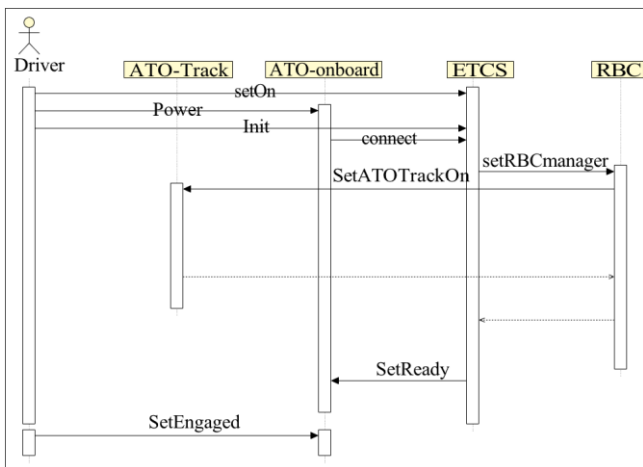 Driver
ATO-Track
ATO-onboard
ETCS
RBC
setOn
Power
Init
connect
setRBCmanager
SetATOTrackOn
SetReady
SetEngaged